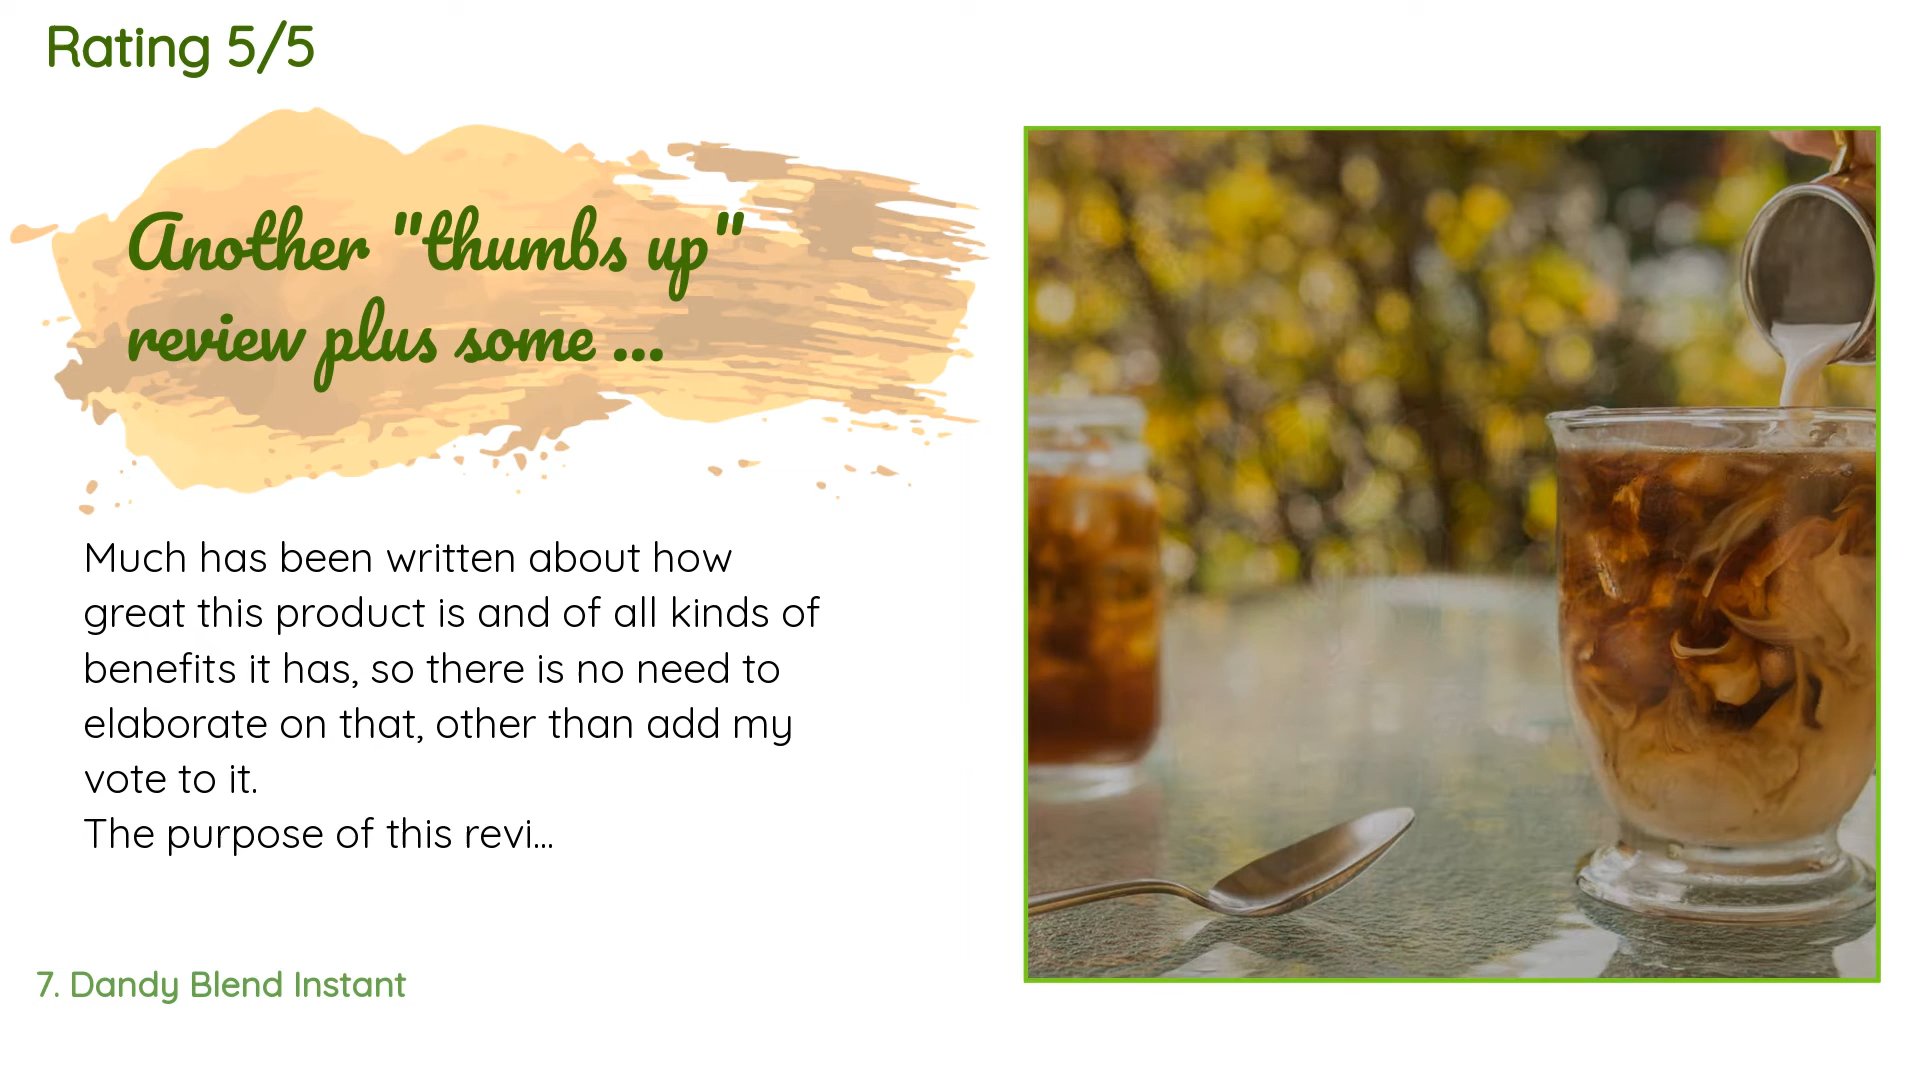 Rating 5/5
Another "thumbs up"
review plus some ...
Much has been written about how
great this product is and of all kinds of
benefits it has, so there is no need to
elaborate on that, other than add my
vote to it.
The purpose of this revi...
7. Dandy Blend Instant